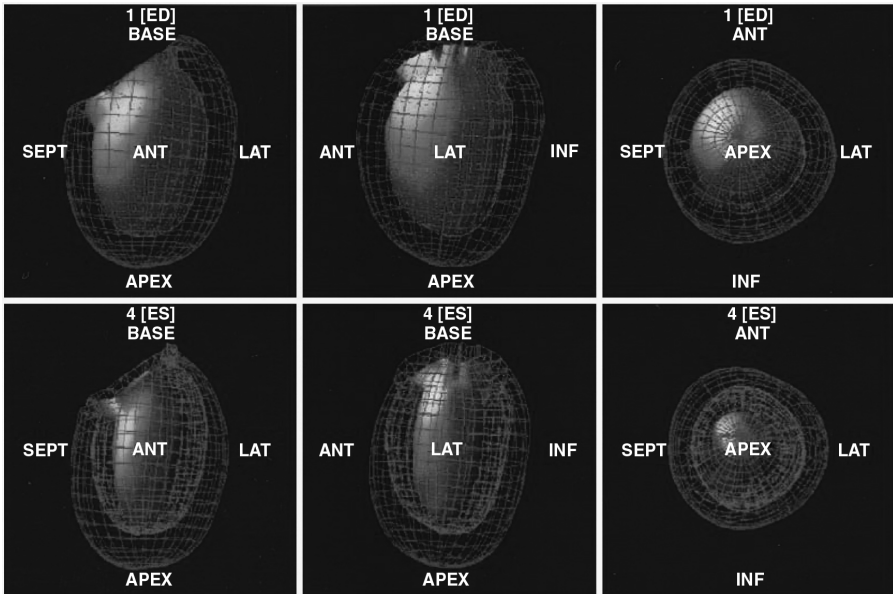 1 [ED]
BASE
SEPT ANT LAT
APEX
1 [ED]
BASE
ANT LAT INF
APEX
1 [ED]
ANT
SEPT APEX LAT
INF
4 [ES]
BASE
SEPT ANT LAT
APEX
4 [ES]
BASE
ANT LAT INF
APEX
4 [ES]
ANT
SEPT APEX LAT
INF